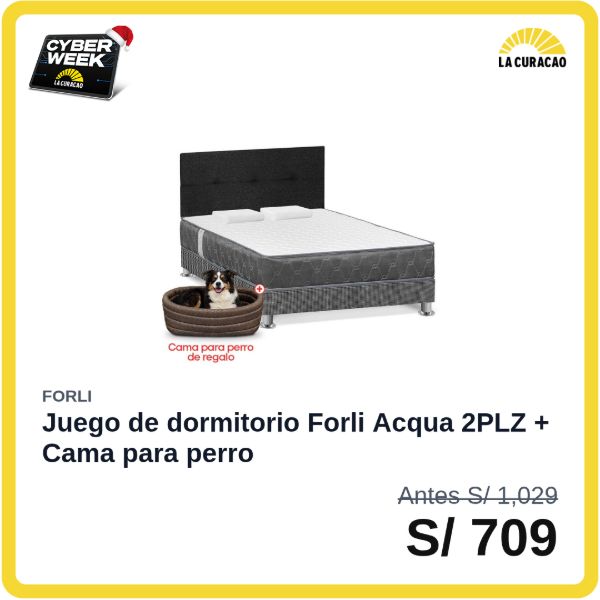 CYBER
WEEK
LA CURACAO
LA CURACAO
Cama para perro
de regalo
FORLI
Juego de dormitorio Forli Acqua 2PLZ +
Cama para perro
Antes S/ 1,029
S/ 709